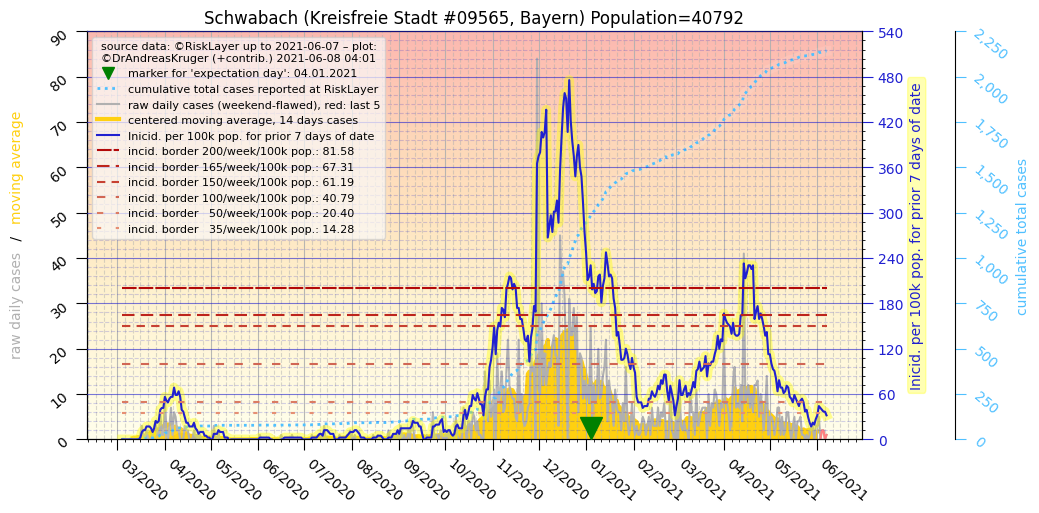 Schwabach (Kreisfreie Stadt #09565, Bayern) Population=40792
source data: ©RiskLayer up to 2021-06-07 – plot:
©DrAndreasKruger (+contrib.) 2021-06-08 04:01
marker for 'expectation day': 04.01.2021
cumulative total cases reported at RiskLayer
raw daily cases (weekend-flawed), red: last 5
centered moving average, 14 days cases
Inicid. per 100k pop. for prior 7 days of date
incid. border 200/week/100k pop.: 81.58
incid. border 165/week/100k pop.: 67.31
incid. border 150/week/100k pop.: 61.19
incid. border 100/week/100k pop.: 40.79
incid. border 50/week/100k pop.: 20.40
incid. border 35/week/100k pop.: 14.28
raw daily cases / moving average
90
80
70
60
50
40
30
20
10
0
03/2020
04/2020
05/2020
06/2020
07/2020
08/2020
09/2020
10/2020
11/2020
12/2020
01/2021
02/2021
03/2021
04/2021
05/2021
06/2021
540
480
420
360
300
240
180
120
60
0
Inicid. per 100k pop. for prior 7 days of date
2,250
2,000
1,750
1,500
1,250
1,000
750
500
250
0
cumulative total cases